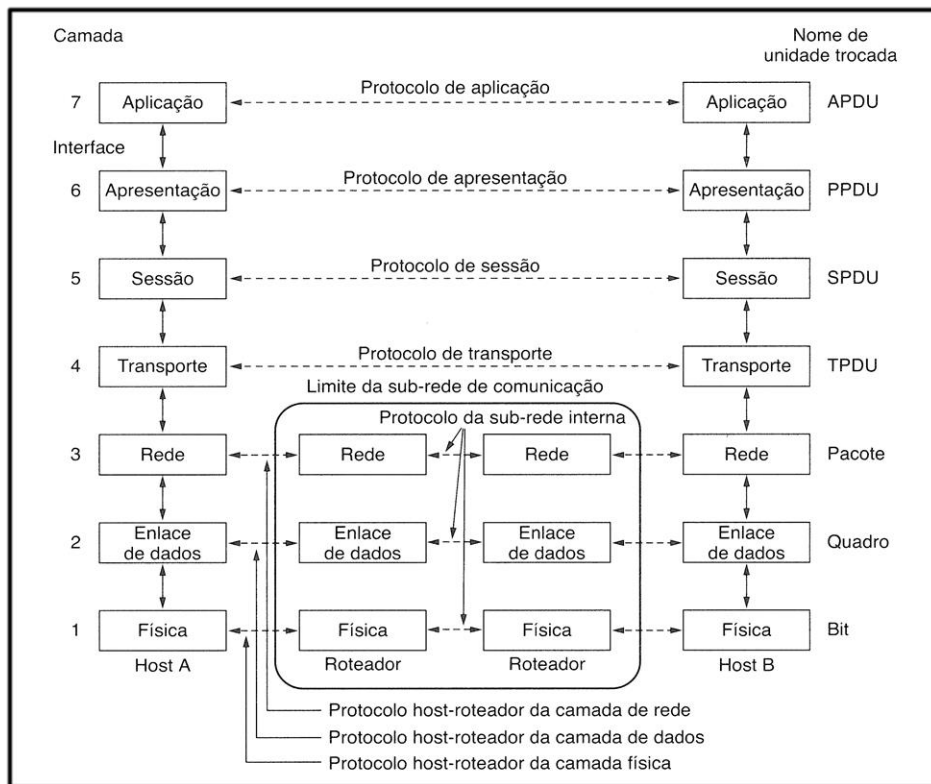 Camada
Nome de
unidade trocada
7
Aplicação
Protocolo de aplicação
Aplicação
APDU
Interface
6
Apresentação
Protocolo de apresentação
Apresentação
PPDU
5
Sessão
Protocolo de sessão
Sessão
SPDU
4
Transporte
Protocolo de transporte
Transporte
TPDU
Limite da sub-rede de comunicação
Protocolo da sub-rede interna
3
Rede
Rede
Rede
Rede
Pacote
2
Enlace
de dados
Enlace
de dados
Enlace
de dados
Enlace
de dados
Quadro
1
Física
Física
Física
Física
Bit
Host A
Roteador
Roteador
Host B
Protocolo host-roteador da camada de rede
Protocolo host-roteador da camada de dados
Protocolo host-roteador da camada física